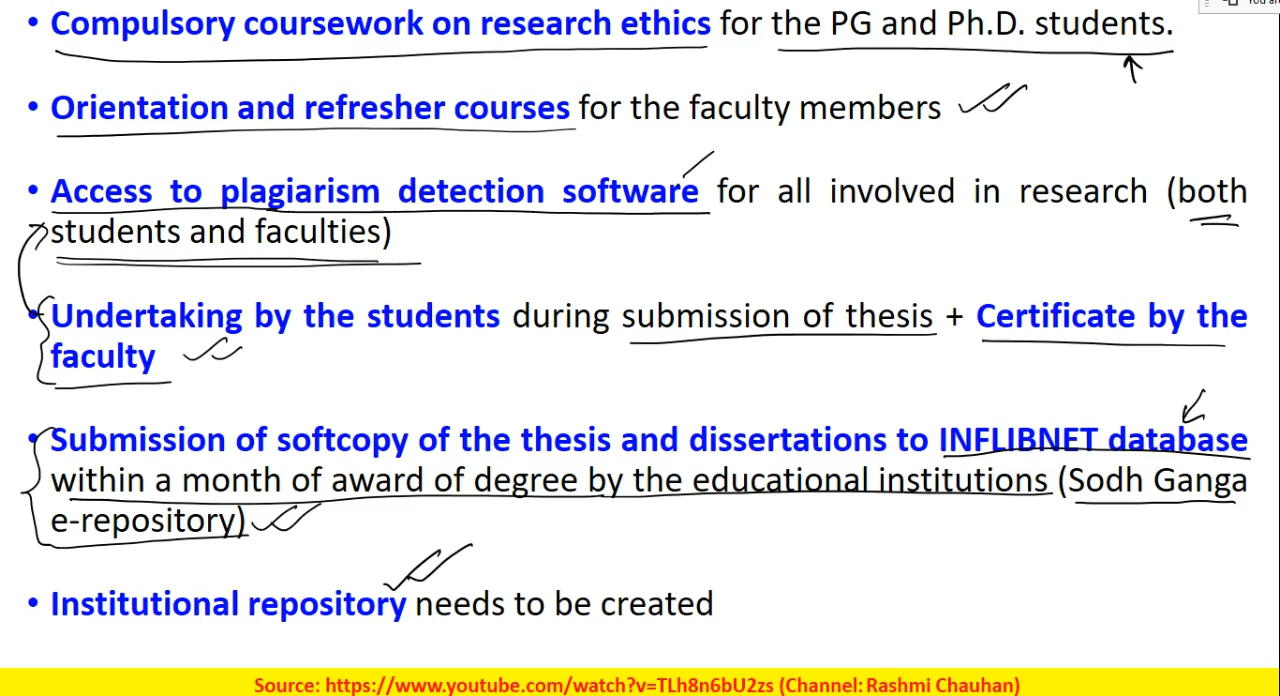 • Compulsory coursework on research ethics for the PG and Ph.D. students.
• Orientation and refresher courses for the faculty members
• Access to plagiarism detection software for all involved in research (both
students and faculties)
• Undertaking by the students during submission of thesis + Certificate by the
faculty
• Submission of softcopy of the thesis and dissertations to INFLIBNET database
within a month of award of degree by the educational institutions (Sodh Ganga
e-repository)
• Institutional repository needs to be created
Source: https://www.youtube.com/watch?v=TLh8n6bU2zs (Channel: Rashmi Chauhan)